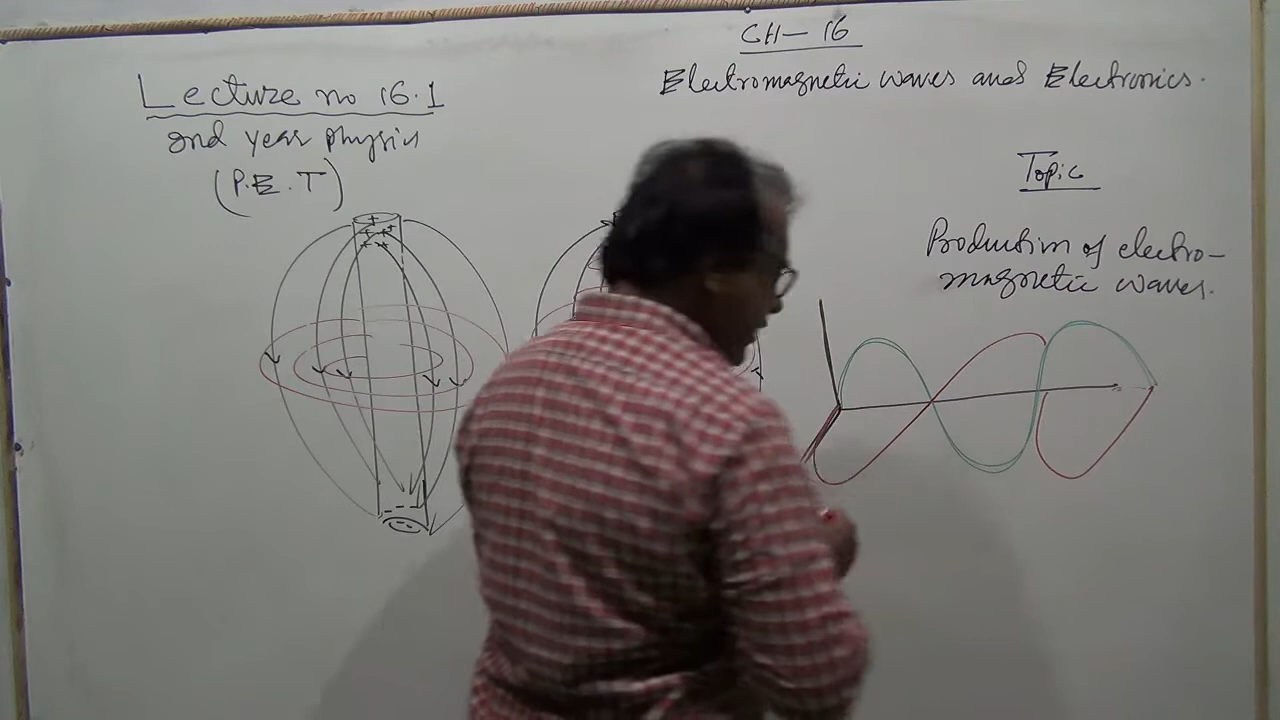 CH-16
Electromagnetic waves and Electronics.
Lecture no 16.1
2nd year physics
(P.E.T)
Topic
Production of electro-
magnetic waves.